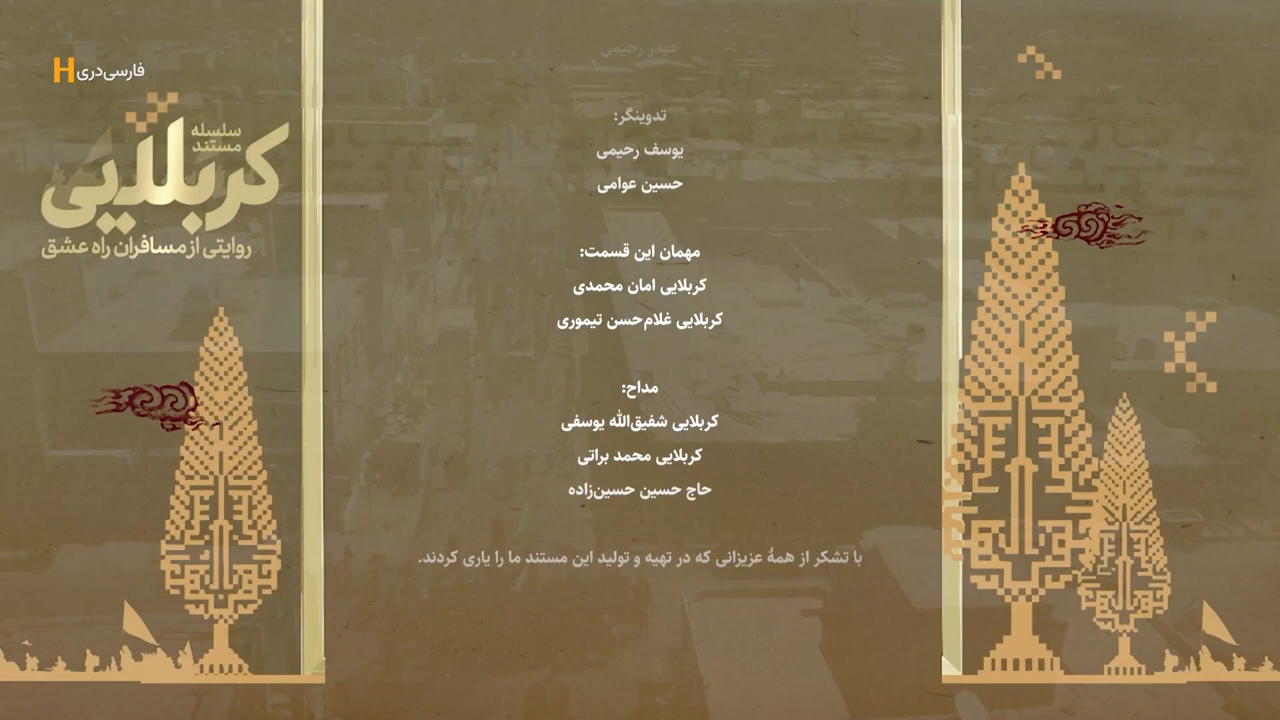 فارسی‌دری H
سلسله
مستند
کربلایی
روایتی از مسافران راه عشق
حیدر رحیمی
تدوینگر:
یوسف رحیمی
حسین عوامی
مهمان این قسمت:
کربلایی امان محمدی
کربلایی غلام‌حسن تیموری
مداح:
کربلایی شفیق‌الله یوسفی
کربلایی محمد براتی
حاج حسین حسین‌زاده
با تشکر از همهٔ عزیزانی که در تهیه و تولید این مستند ما را یاری کردند.